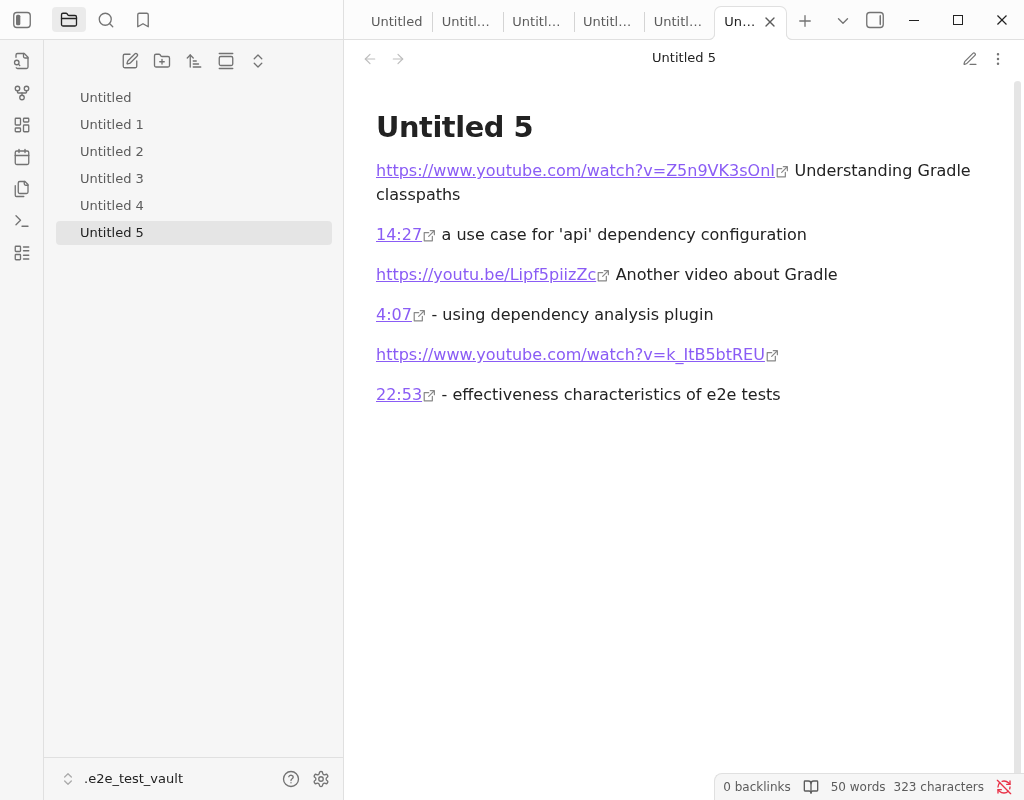 Untitled
Untitl...
Untitl...
Untitl...
Untitl...
Un...
Untitled 5
Untitled
Untitled 1
Untitled 2
Untitled 3
Untitled 4
Untitled 5
Untitled 5
https://www.youtube.com/watch?v=Z5n9VK3sOnI Understanding Gradle
classpaths
14:27 a use case for 'api' dependency configuration
https://youtu.be/Lipf5piizZc Another video about Gradle
4:07 - using dependency analysis plugin
https://www.youtube.com/watch?v=k_ItB5btREU
22:53 - effectiveness characteristics of e2e tests
.e2e_test_vault
0 backlinks 50 words 323 characters